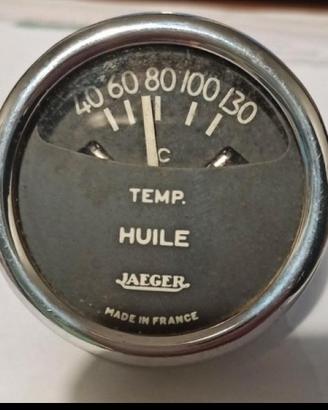 40 60 80 100 130
C
TEMP.
HUILE
JAEGER
MADE IN FRANCE